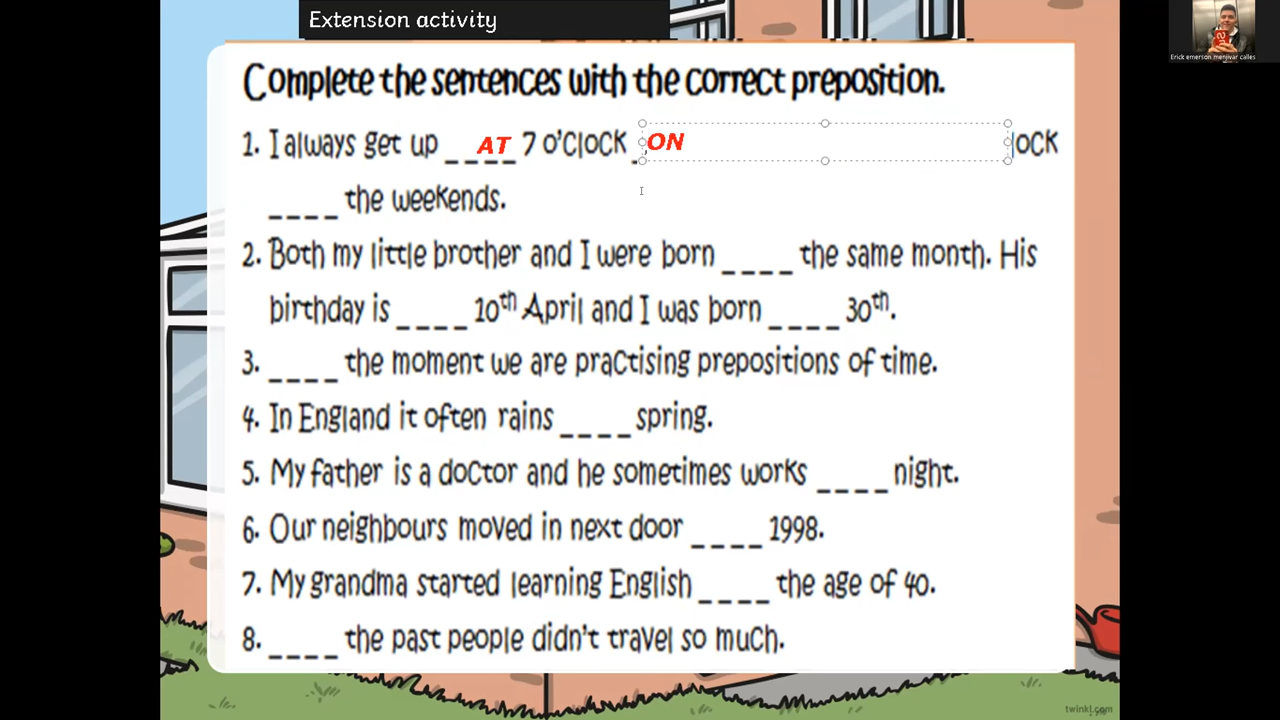 Extension activity
Erick emerson menjivar calles
Complete the sentences with the correct preposition.
1. I always get up ____ AT 7 o'clock _ ON lock
____ the weekends.
2. Both my little brother and I were born ____ the same month. His
birthday is ____ 10th April and I was born ____ 30th.
3. ____ the moment we are practising prepositions of time.
4. In England it often rains ____ spring.
5. My father is a doctor and he sometimes works ____ night.
6. Our neighbours moved in next door ____ 1998.
7. My grandma started learning English ____ the age of 40.
8. ____ the past people didn't travel so much.
twinkl.com